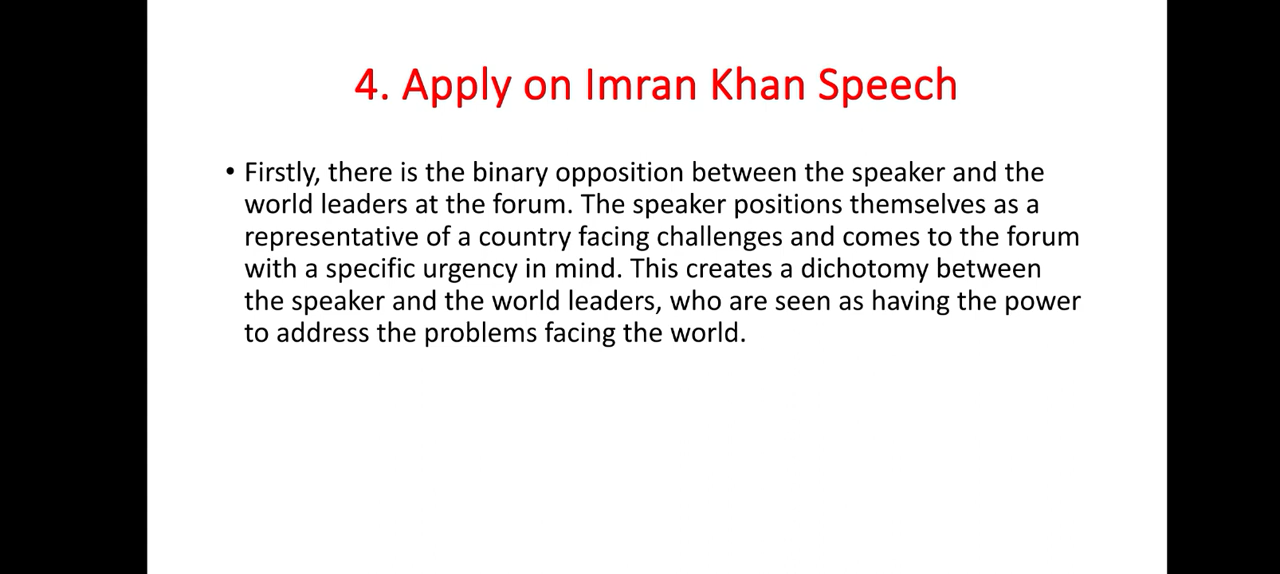 4. Apply on Imran Khan Speech
• Firstly, there is the binary opposition between the speaker and the
world leaders at the forum. The speaker positions themselves as a
representative of a country facing challenges and comes to the forum
with a specific urgency in mind. This creates a dichotomy between
the speaker and the world leaders, who are seen as having the power
to address the problems facing the world.